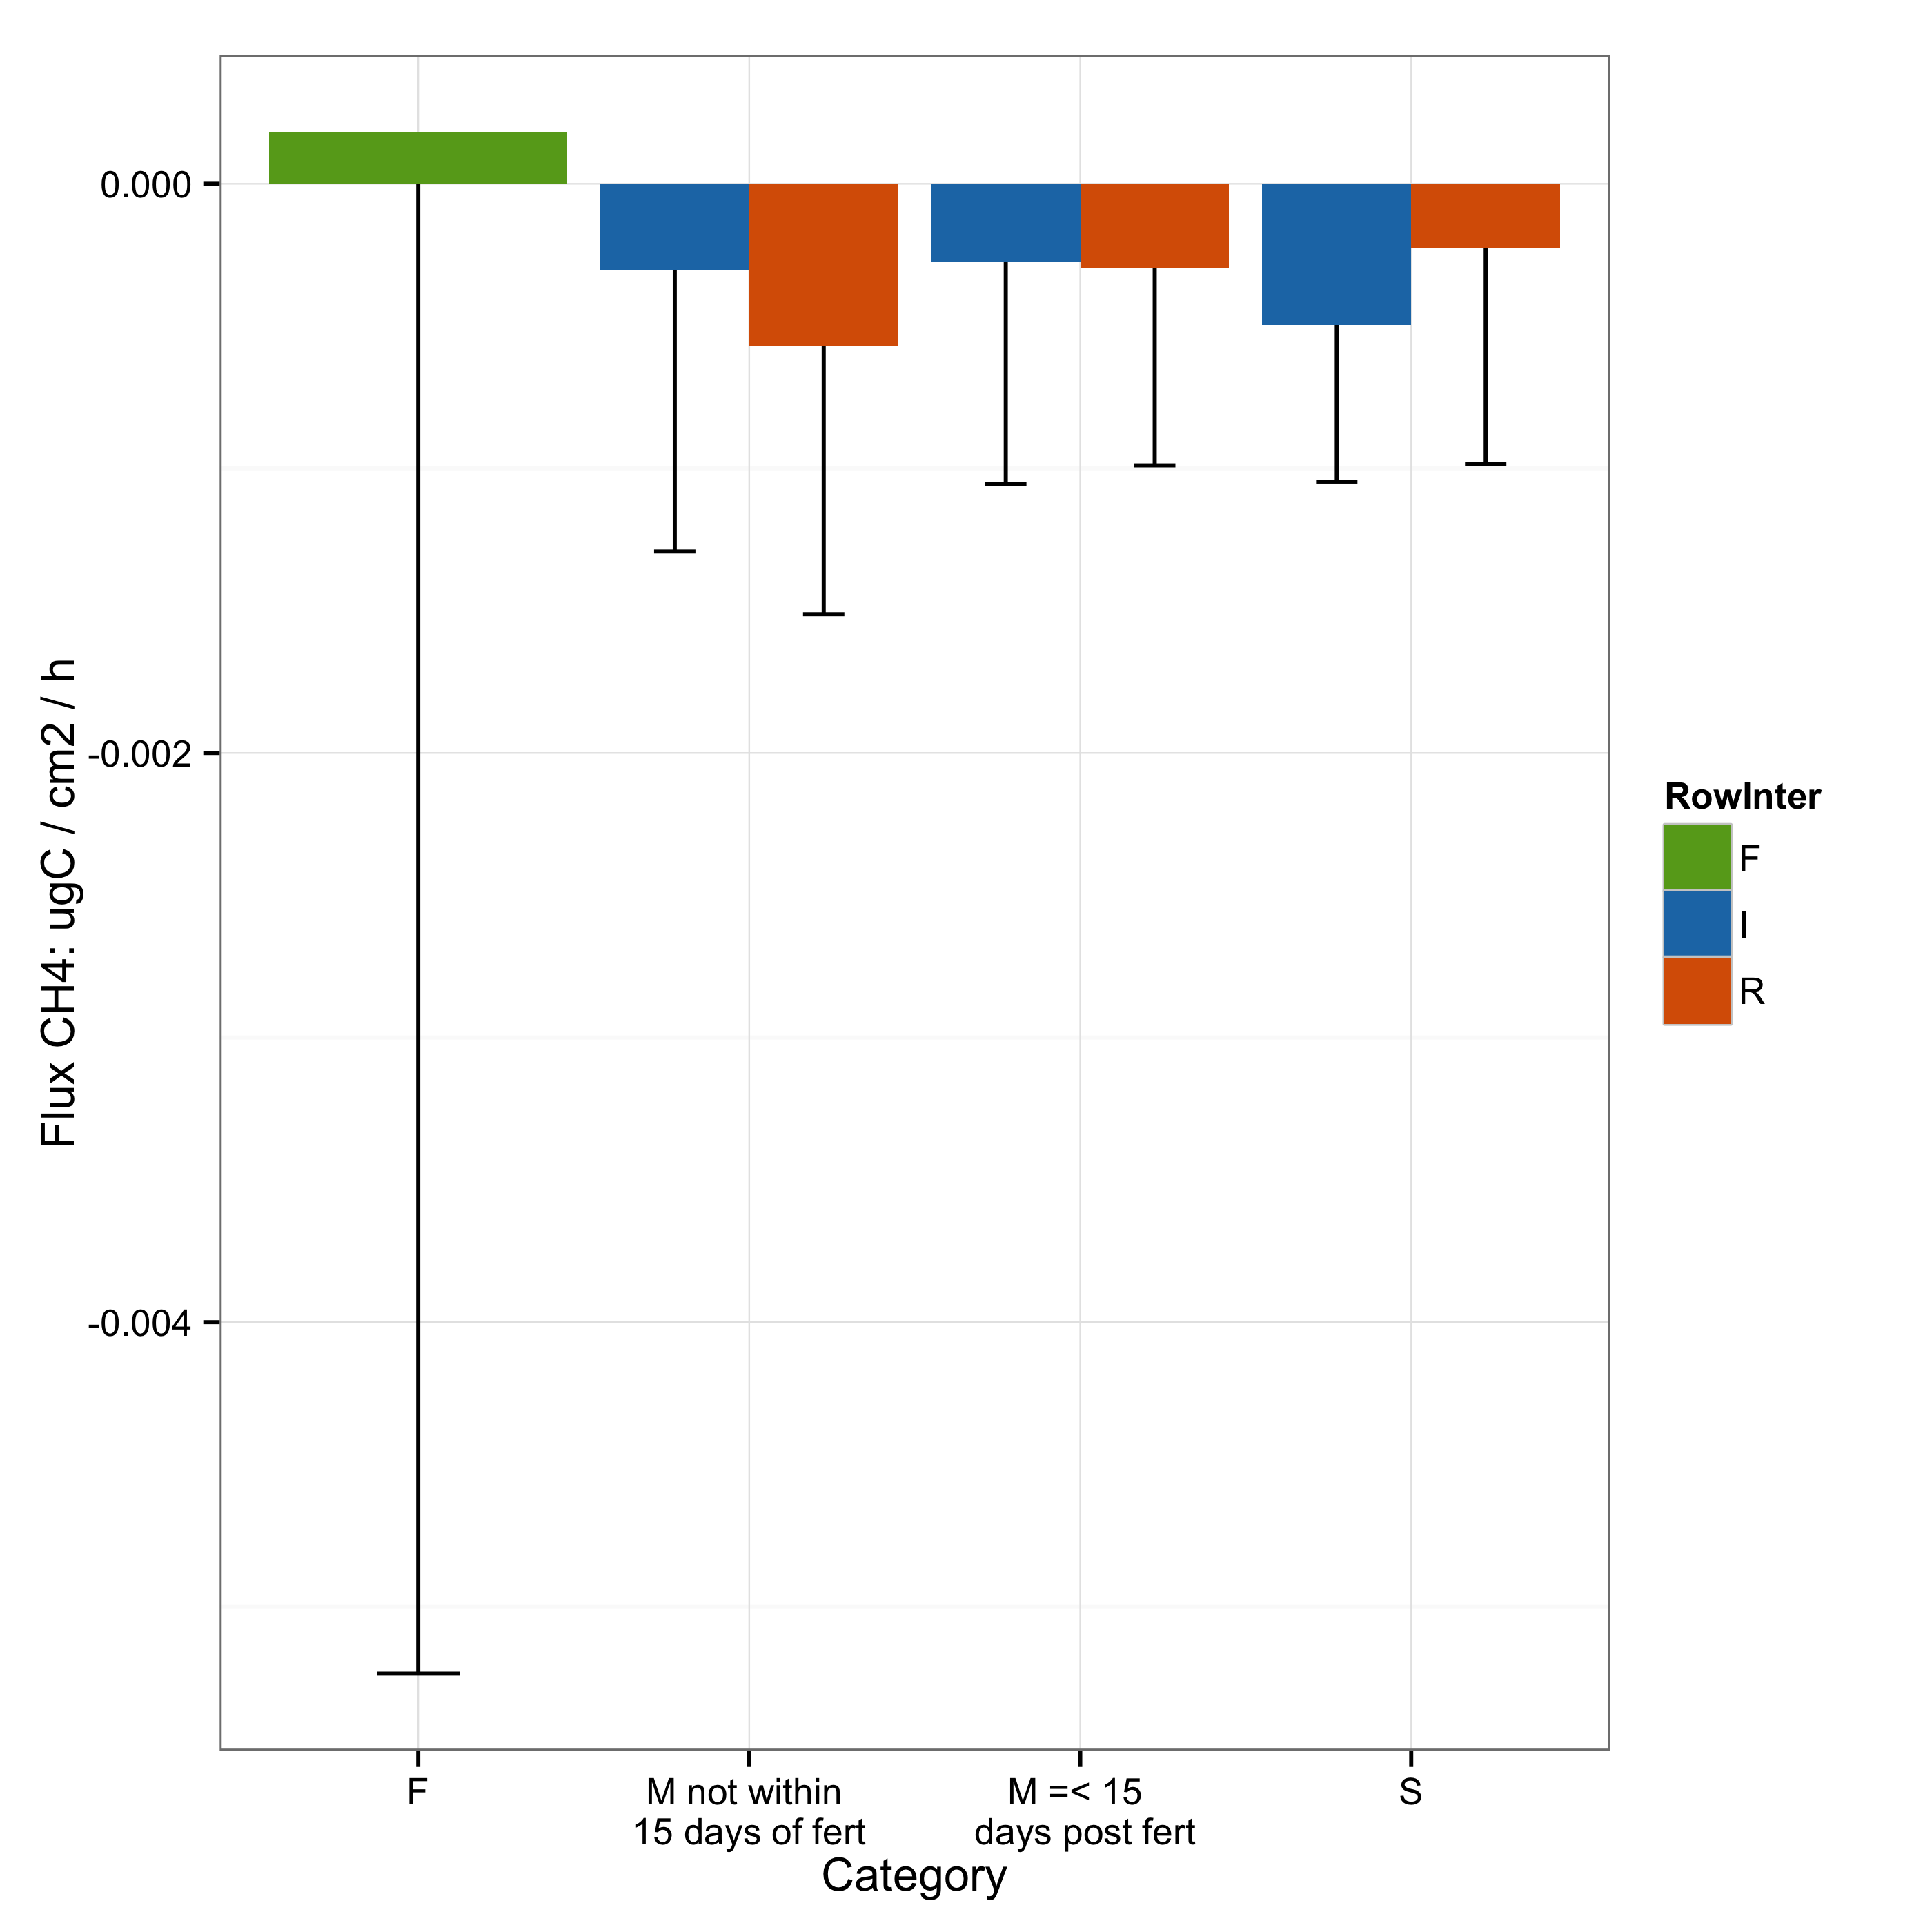 0.000
-0.002
-0.004
Flux CH4: ugC / cm2 / h
F
M not within
15 days of fert
M =< 15
days post fert
S
Category
RowInter
F
I
R